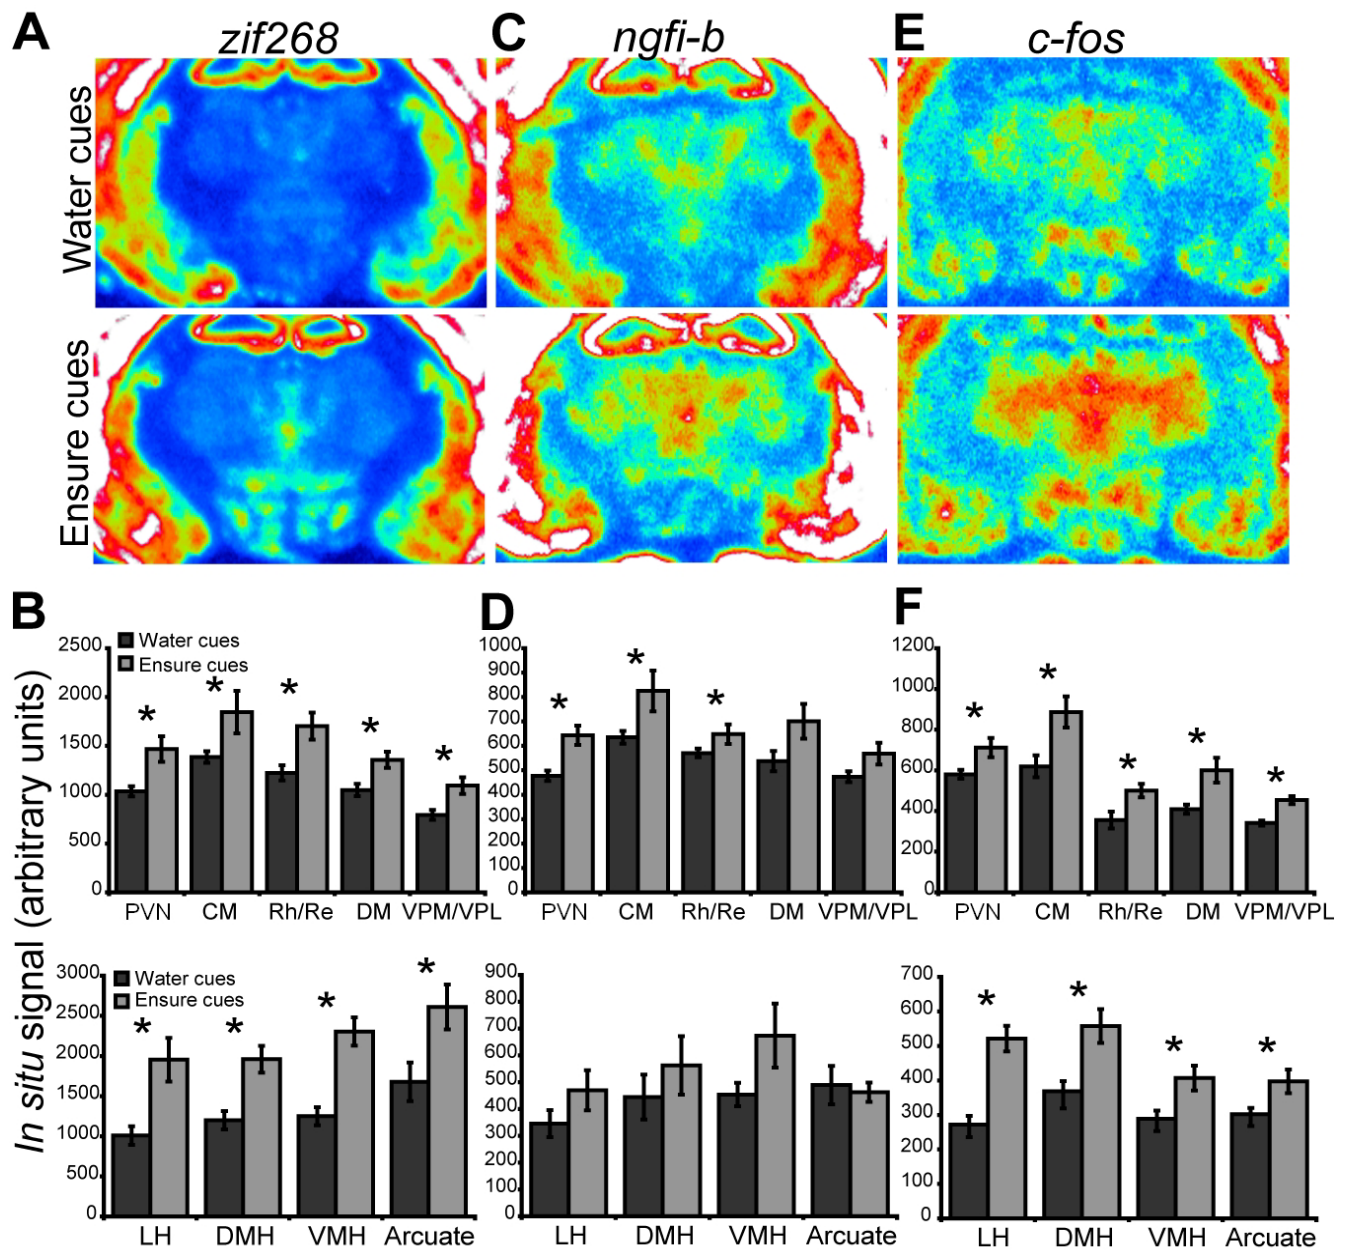 A zif268 C ngfi-b E c-fos
Water cues
Ensure cues
In situ signal (arbitrary units)
B
Water cues
Ensure cues
2500
2000
1500
1000
500
0
PVN CM Rh/Re DM VPM/VPL
* * * * *
D
1000
900
800
700
600
500
400
300
200
100
0
PVN CM Rh/Re DM VPM/VPL
* * *
F
1200
1000
800
600
400
200
0
PVN CM Rh/Re DM VPM/VPL
* * * * *
Water cues
Ensure cues
3000
2500
2000
1500
1000
500
0
LH DMH VMH Arcuate
* * * *
900
800
700
600
500
400
300
200
100
0
LH DMH VMH Arcuate
700
600
500
400
300
200
100
0
LH DMH VMH Arcuate
* * * *